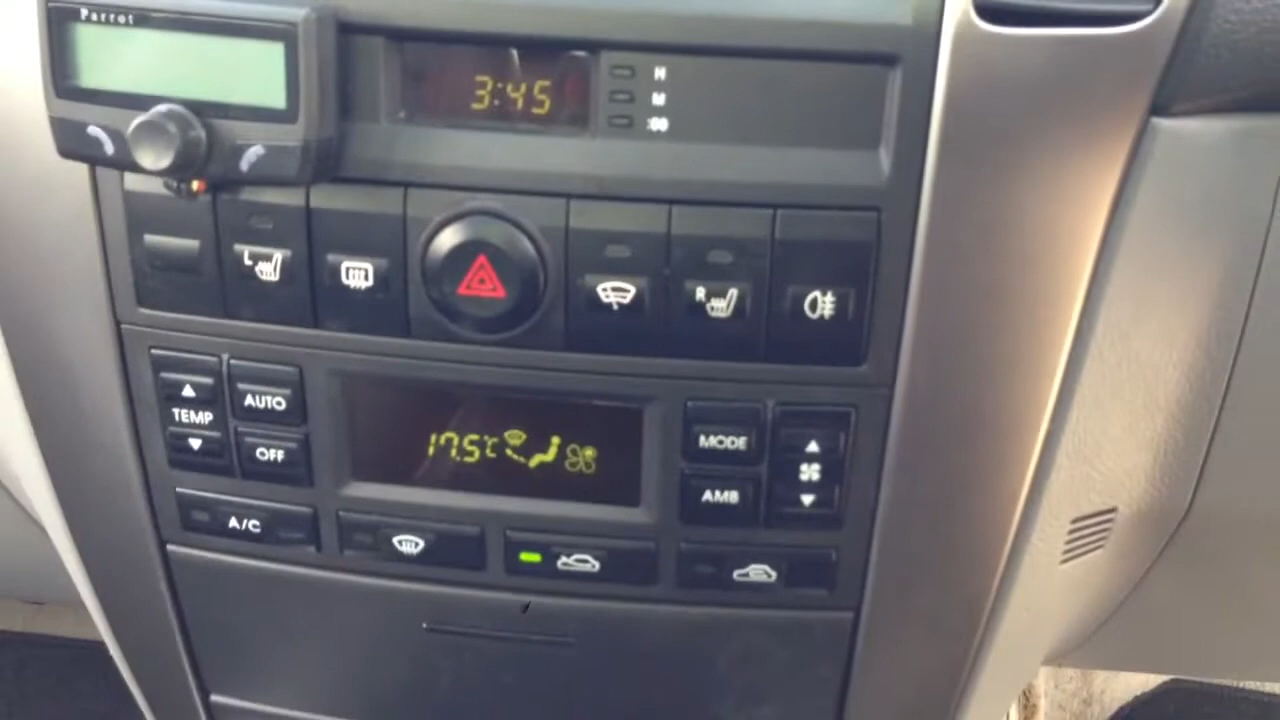 Parrot
3:45
H
M
:00
L
R
TEMP
AUTO
OFF
17.5°C
MODE
AMB
A/C